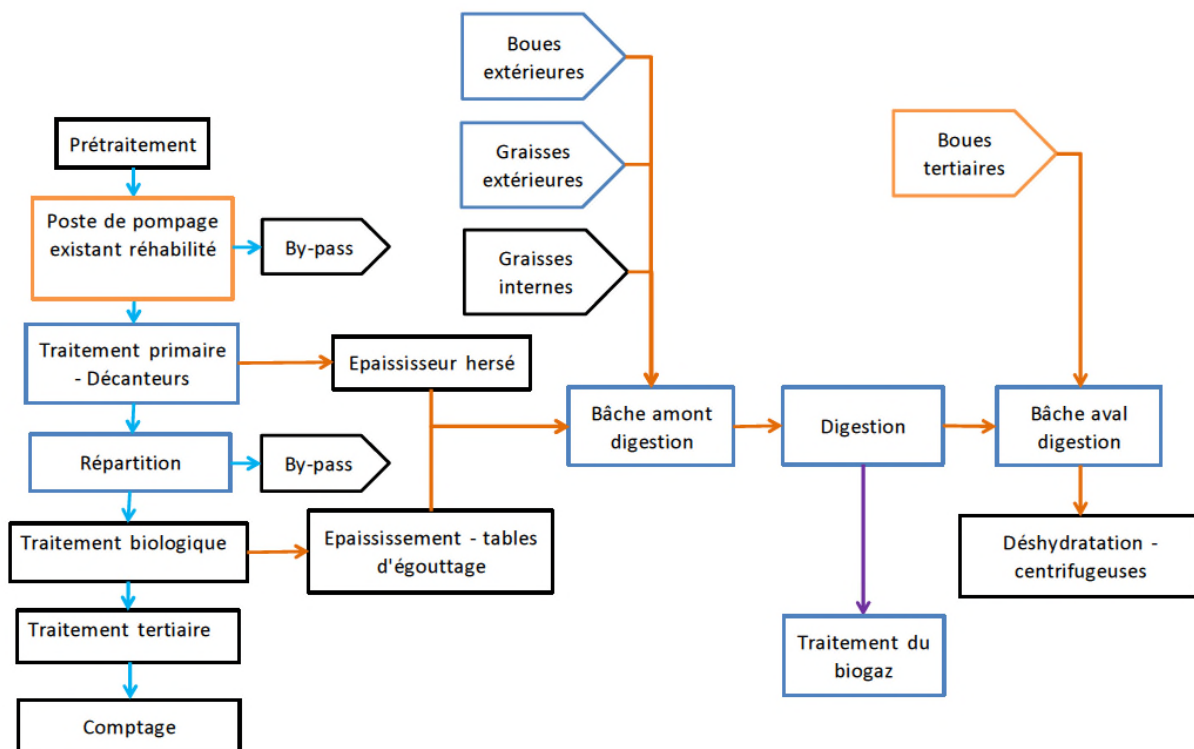 Boues
extérieures
Graisses
extérieures
Graisses
internes
Boues
tertiaires
Prétraitement
Poste de pompage
existant réhabilité
By-pass
Traitement primaire
- Décanteurs
Epaississeur hersé
Répartition
By-pass
Traitement biologique
Epaississement - tables
d'égouttage
Traitement tertiaire
Comptage
Bâche amont
digestion
Digestion
Bâche aval
digestion
Déshydratation -
centrifugeuses
Traitement du
biogaz